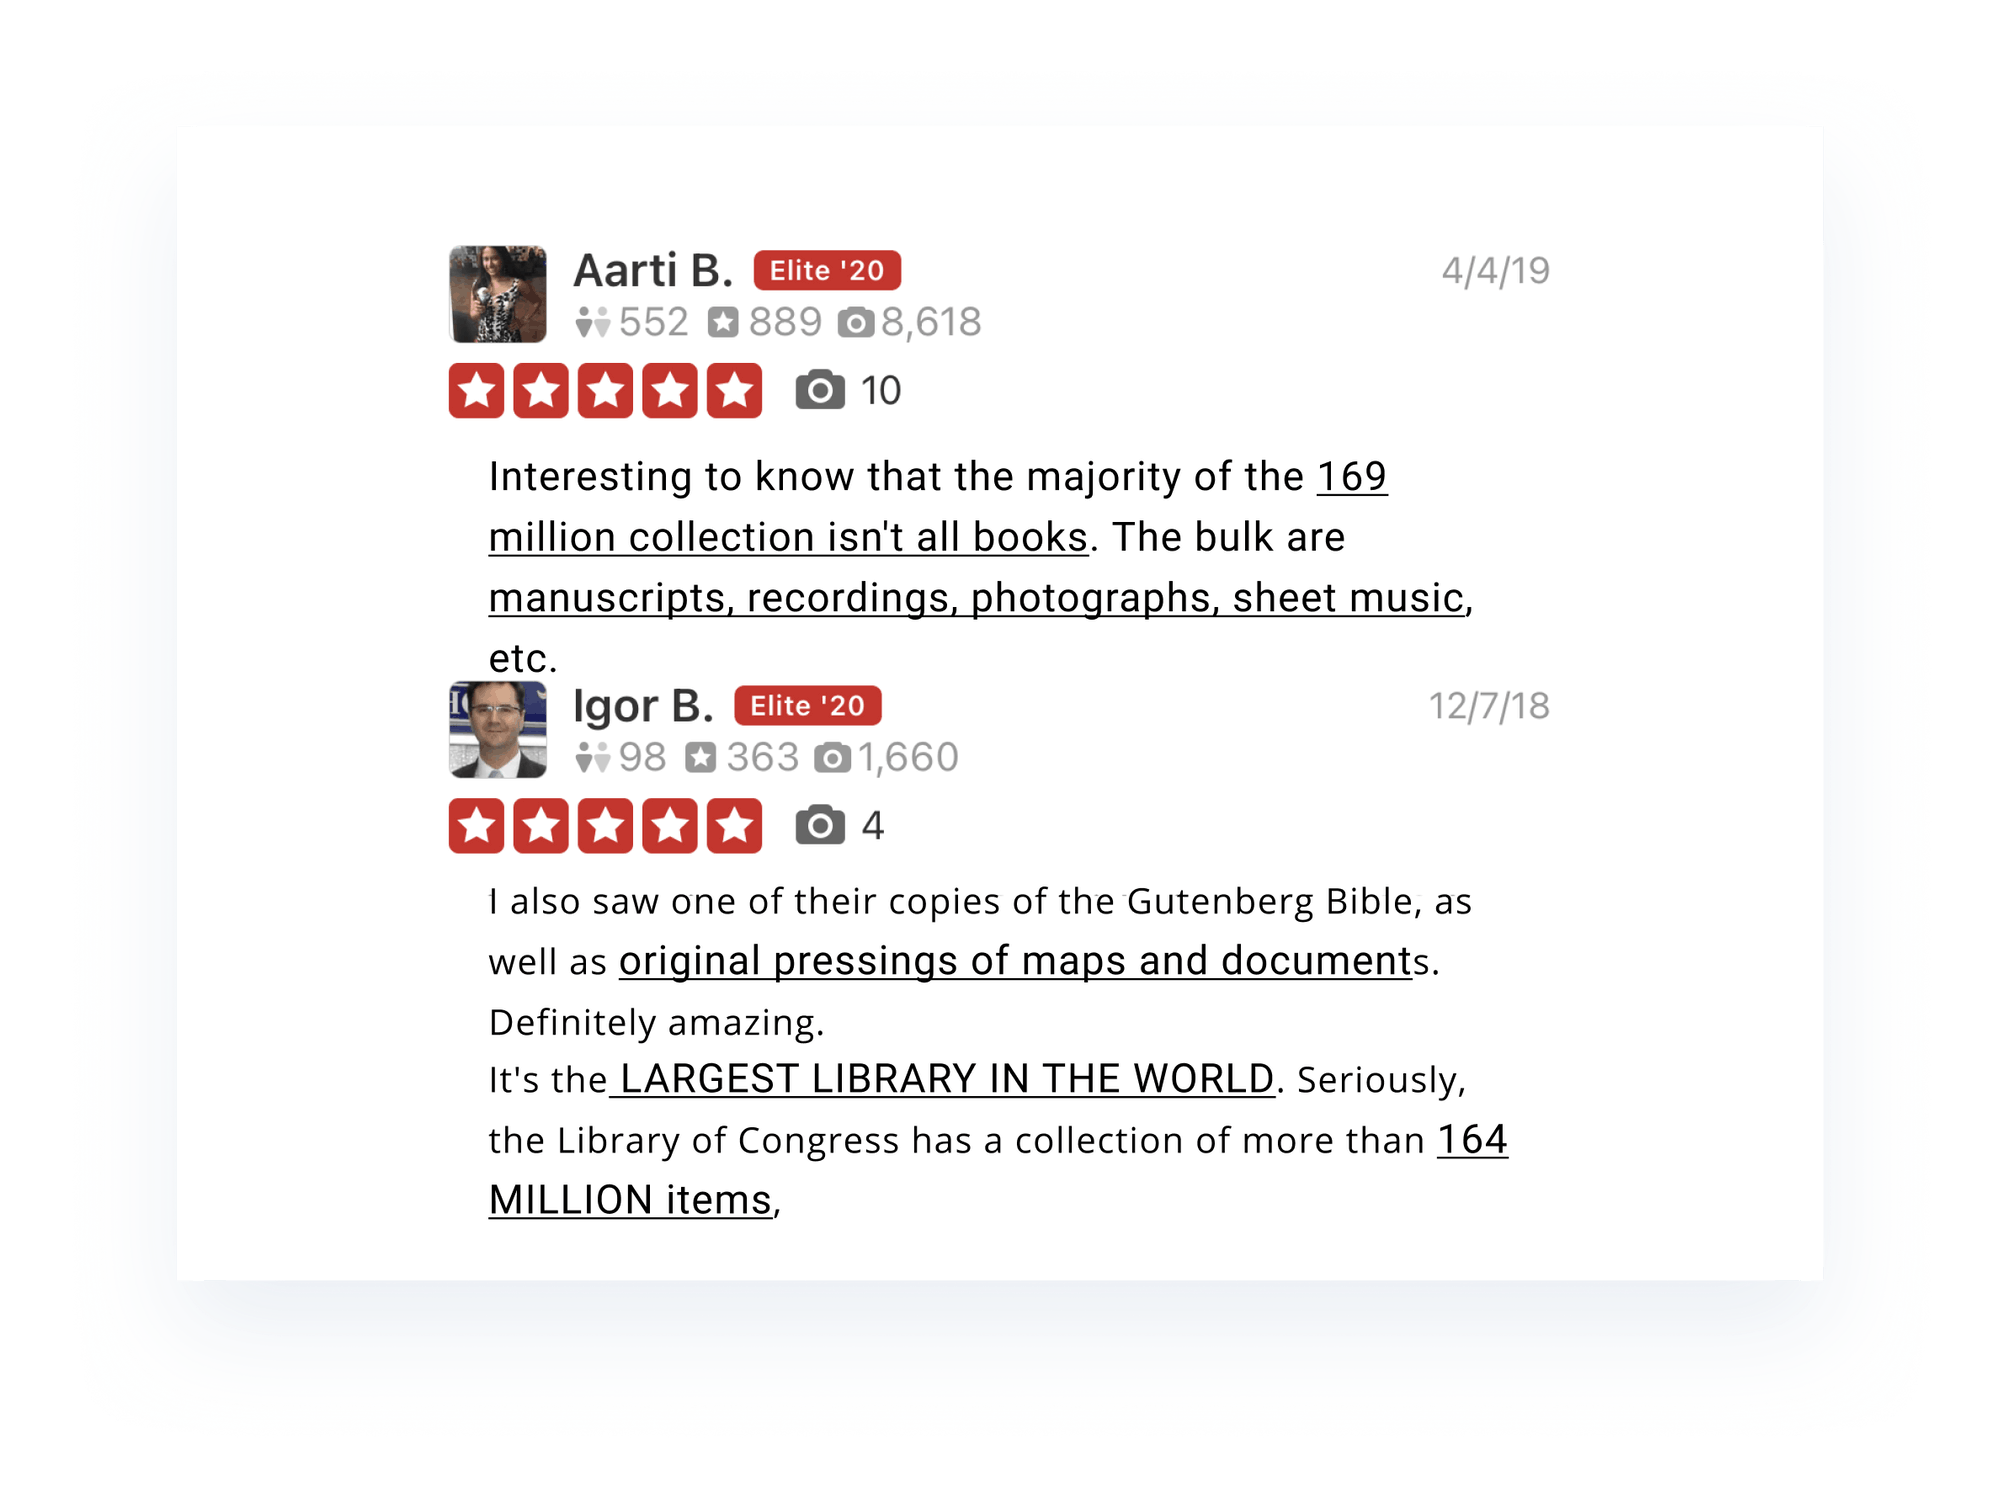 Aarti B. Elite '20 4/4/19
552 889 8,618
10
Interesting to know that the majority of the 169
million collection isn't all books. The bulk are
manuscripts, recordings, photographs, sheet music,
etc.
Igor B. Elite '20 12/7/18
98 363 1,660
4
I also saw one of their copies of the Gutenberg Bible, as
well as original pressings of maps and documents.
Definitely amazing.
It's the LARGEST LIBRARY IN THE WORLD. Seriously,
the Library of Congress has a collection of more than 164
MILLION items,